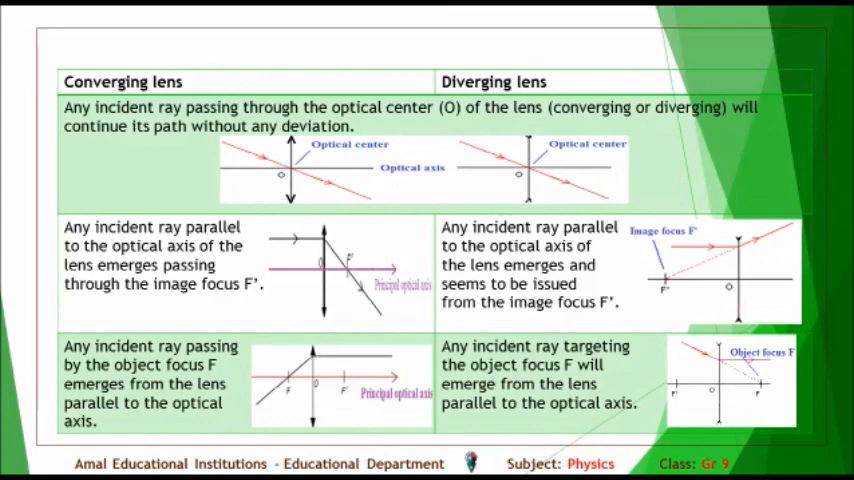 Converging lens
Diverging lens
Any incident ray passing through the optical center (O) of the lens (converging or diverging) will
continue its path without any deviation.
Optical center
O
Optical axis
Optical center
O
Any incident ray parallel
to the optical axis of the
lens emerges passing
through the image focus F’.
O
F'
Principal optical axis
Any incident ray parallel
to the optical axis of
the lens emerges and
seems to be issued
from the image focus F’.
Image focus F'
F'
O
Any incident ray passing
by the object focus F
emerges from the lens
parallel to the optical
axis.
F
O
F'
Principal optical axis
Any incident ray targeting
the object focus F will
emerge from the lens
parallel to the optical axis.
Object focus F
F'
O
F
Amal Educational Institutions - Educational Department
Subject: Physics
Class: Gr 9